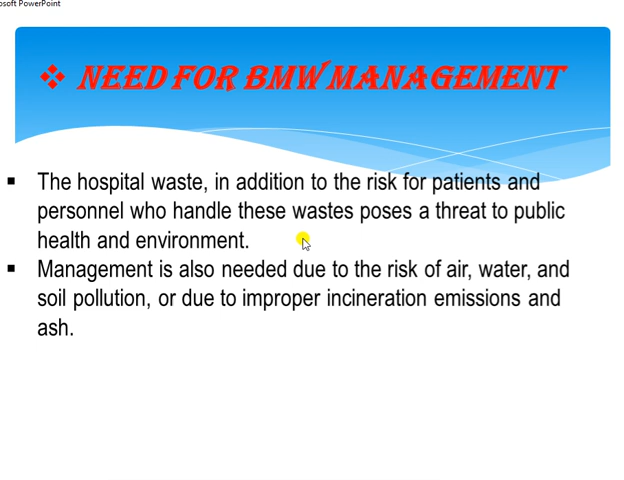 osoft PowerPoint
❖ NEED FOR BMW MANAGEMENT
▪ The hospital waste, in addition to the risk for patients and
personnel who handle these wastes poses a threat to public
health and environment.
▪ Management is also needed due to the risk of air, water, and
soil pollution, or due to improper incineration emissions and
ash.